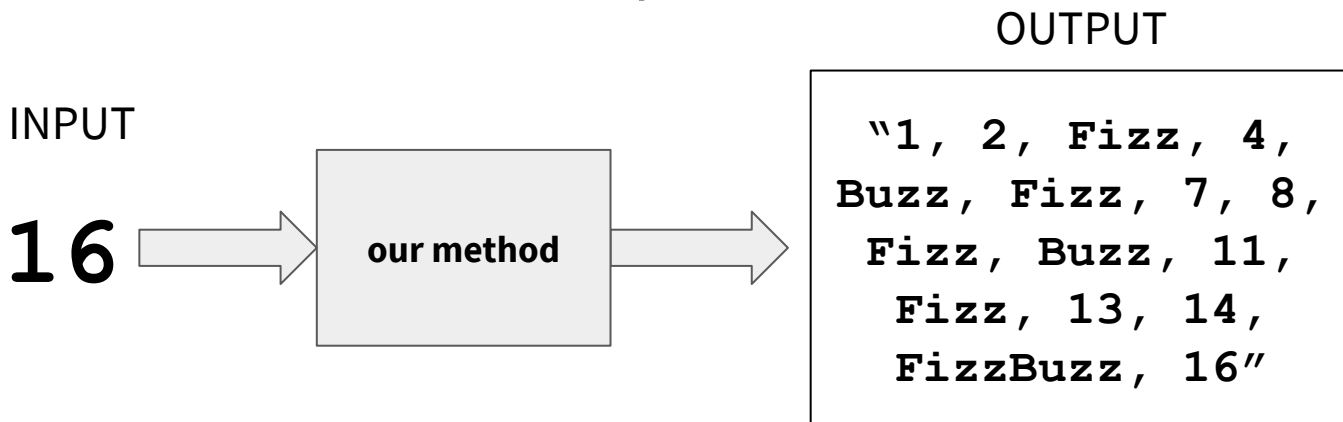 OUTPUT
INPUT
16
our method
“1, 2, Fizz, 4,
Buzz, Fizz, 7, 8,
Fizz, Buzz, 11,
Fizz, 13, 14,
FizzBuzz, 16”